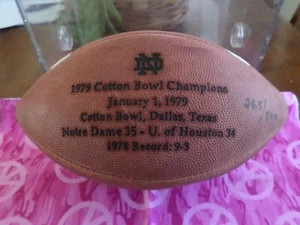 ND
1979 Cotton Bowl Champions
January 1, 1979
Cotton Bowl, Dallas, Texas
Notre Dame 35 - U. of Houston 34
1978 Record: 9-3